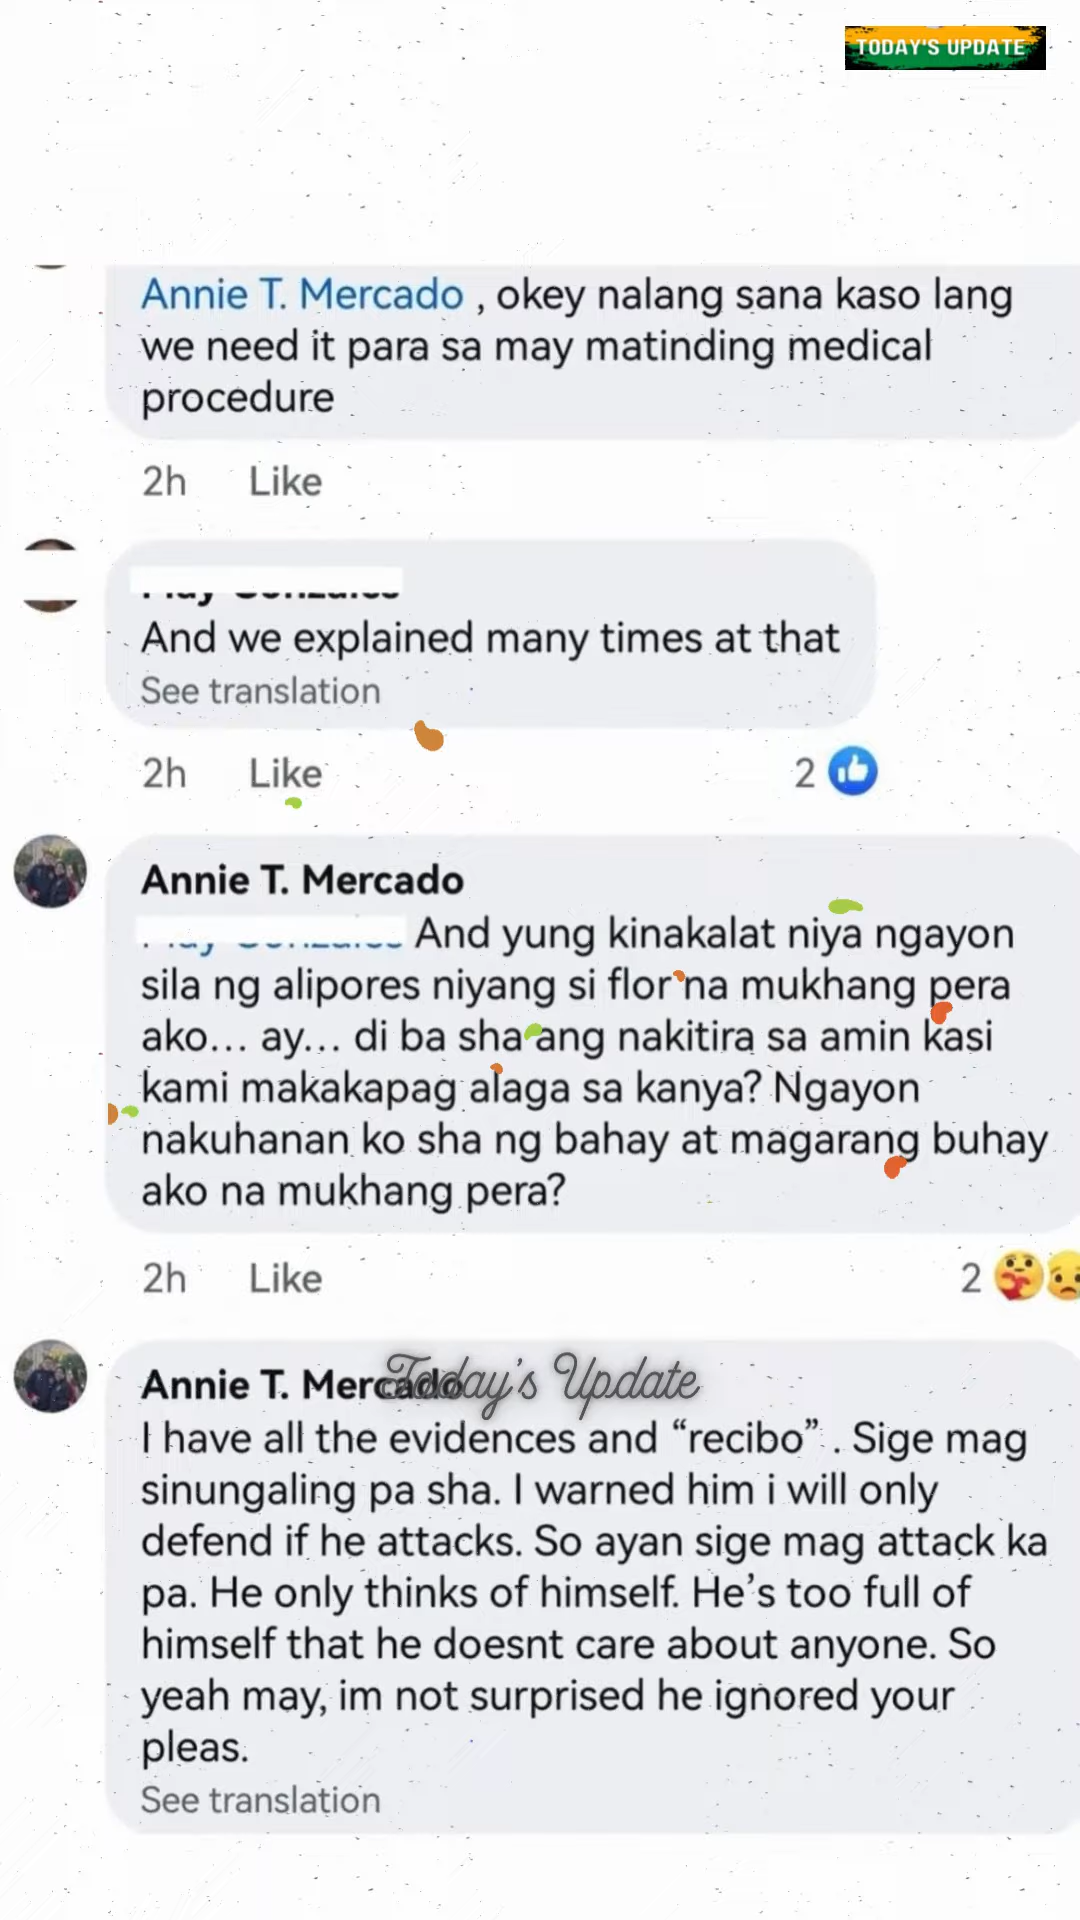 TODAY'S UPDATE
Annie T. Mercado , okey nalang sana kaso lang
we need it para sa may matinding medical
procedure
2h Like
And we explained many times at that
See translation
2h Like 2
Annie T. Mercado
And yung kinakalat niya ngayon
sila ng alipores niyang si flor na mukhang pera
ako... ay... di ba sha ang nakitira sa amin kasi
kami makakapag alaga sa kanya? Ngayon
nakuhanan ko sha ng bahay at magarang buhay
ako na mukhang pera?
2h Like 2
Annie T. Mercado
Today's Update
I have all the evidences and “recibo” . Sige mag
sinungaling pa sha. I warned him i will only
defend if he attacks. So ayan sige mag attack ka
pa. He only thinks of himself. He’s too full of
himself that he doesnt care about anyone. So
yeah may, im not surprised he ignored your
pleas.
See translation